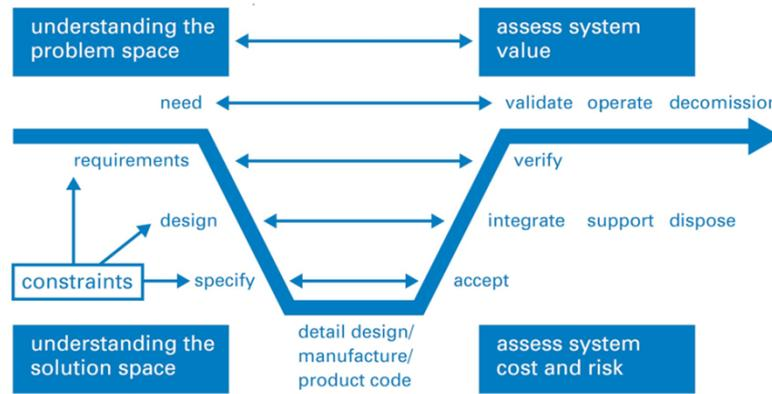 understanding the
problem space
assess system
value
need
validate operate decomission
requirements
verify
design
integrate support dispose
constraints
specify
accept
understanding the
solution space
detail design/
manufacture/
product code
assess system
cost and risk